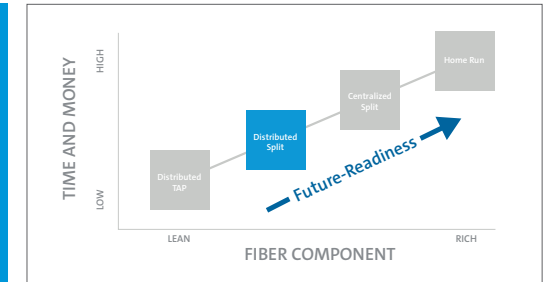 TIME AND MONEY
HIGH
LOW
Home Run
Centralized
Split
Distributed
Split
Distributed
TAP
Future-Readiness
LEAN
RICH
FIBER COMPONENT